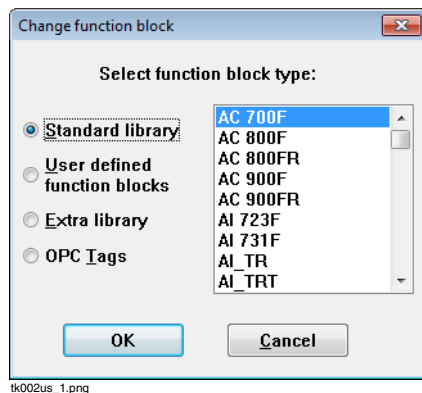 Change function block
Select function block type:
Standard library
User defined
function blocks
Extra library
OPC Tags
AC 700F
AC 800F
AC 800FR
AC 900F
AC 900FR
AI 723F
AI 731F
AI_TR
AI_TRT
OK
Cancel
tk002us_1.png